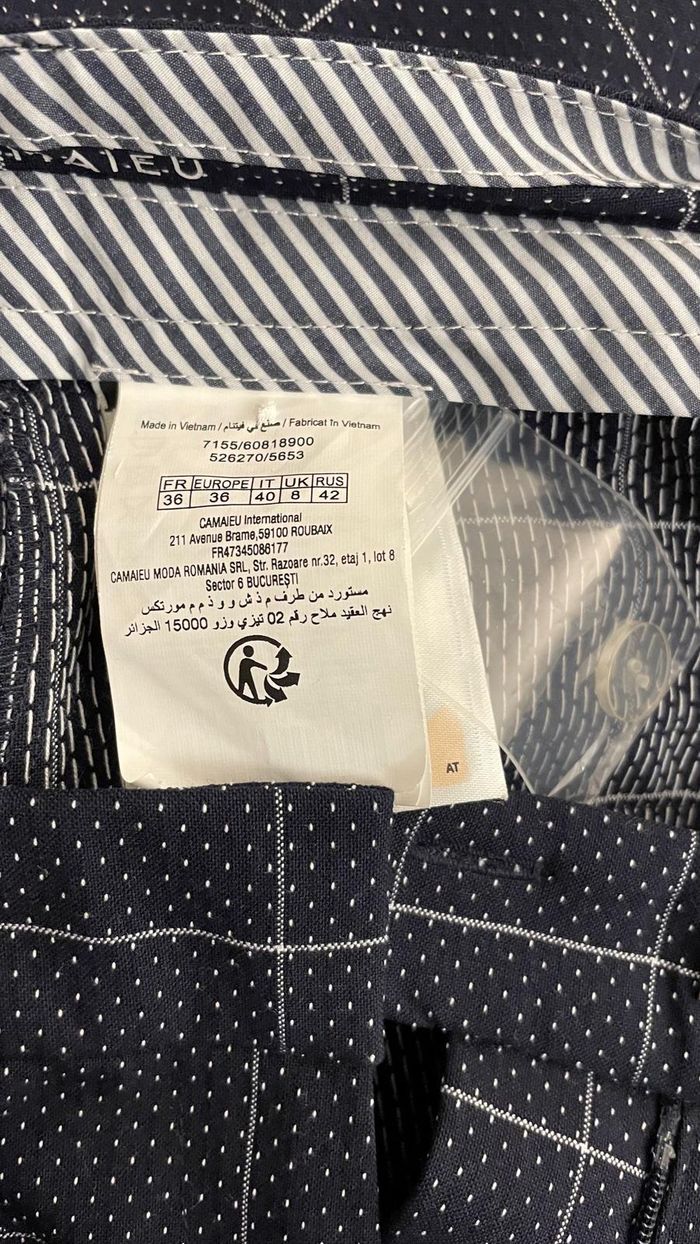 AIEU
Made in Vietnam / صنع في فيتنام / Fabricat în Vietnam
7155/60818900
526270/5653
FR EUROPE IT UK RUS
36 36 40 8 42
CAMAIEU International
211 Avenue Brame,59100 ROUBAIX
FR47345086177
CAMAIEU MODA ROMANIA SRL, Str. Razoare nr.32, etaj 1, lot 8
Sector 6 BUCUREȘTI
مستورد من طرف م ذ ش و و ذ م م مورتكس
نهج العقيد ملاح رقم 02 تيزي وزو 15000 الجزائر
AT